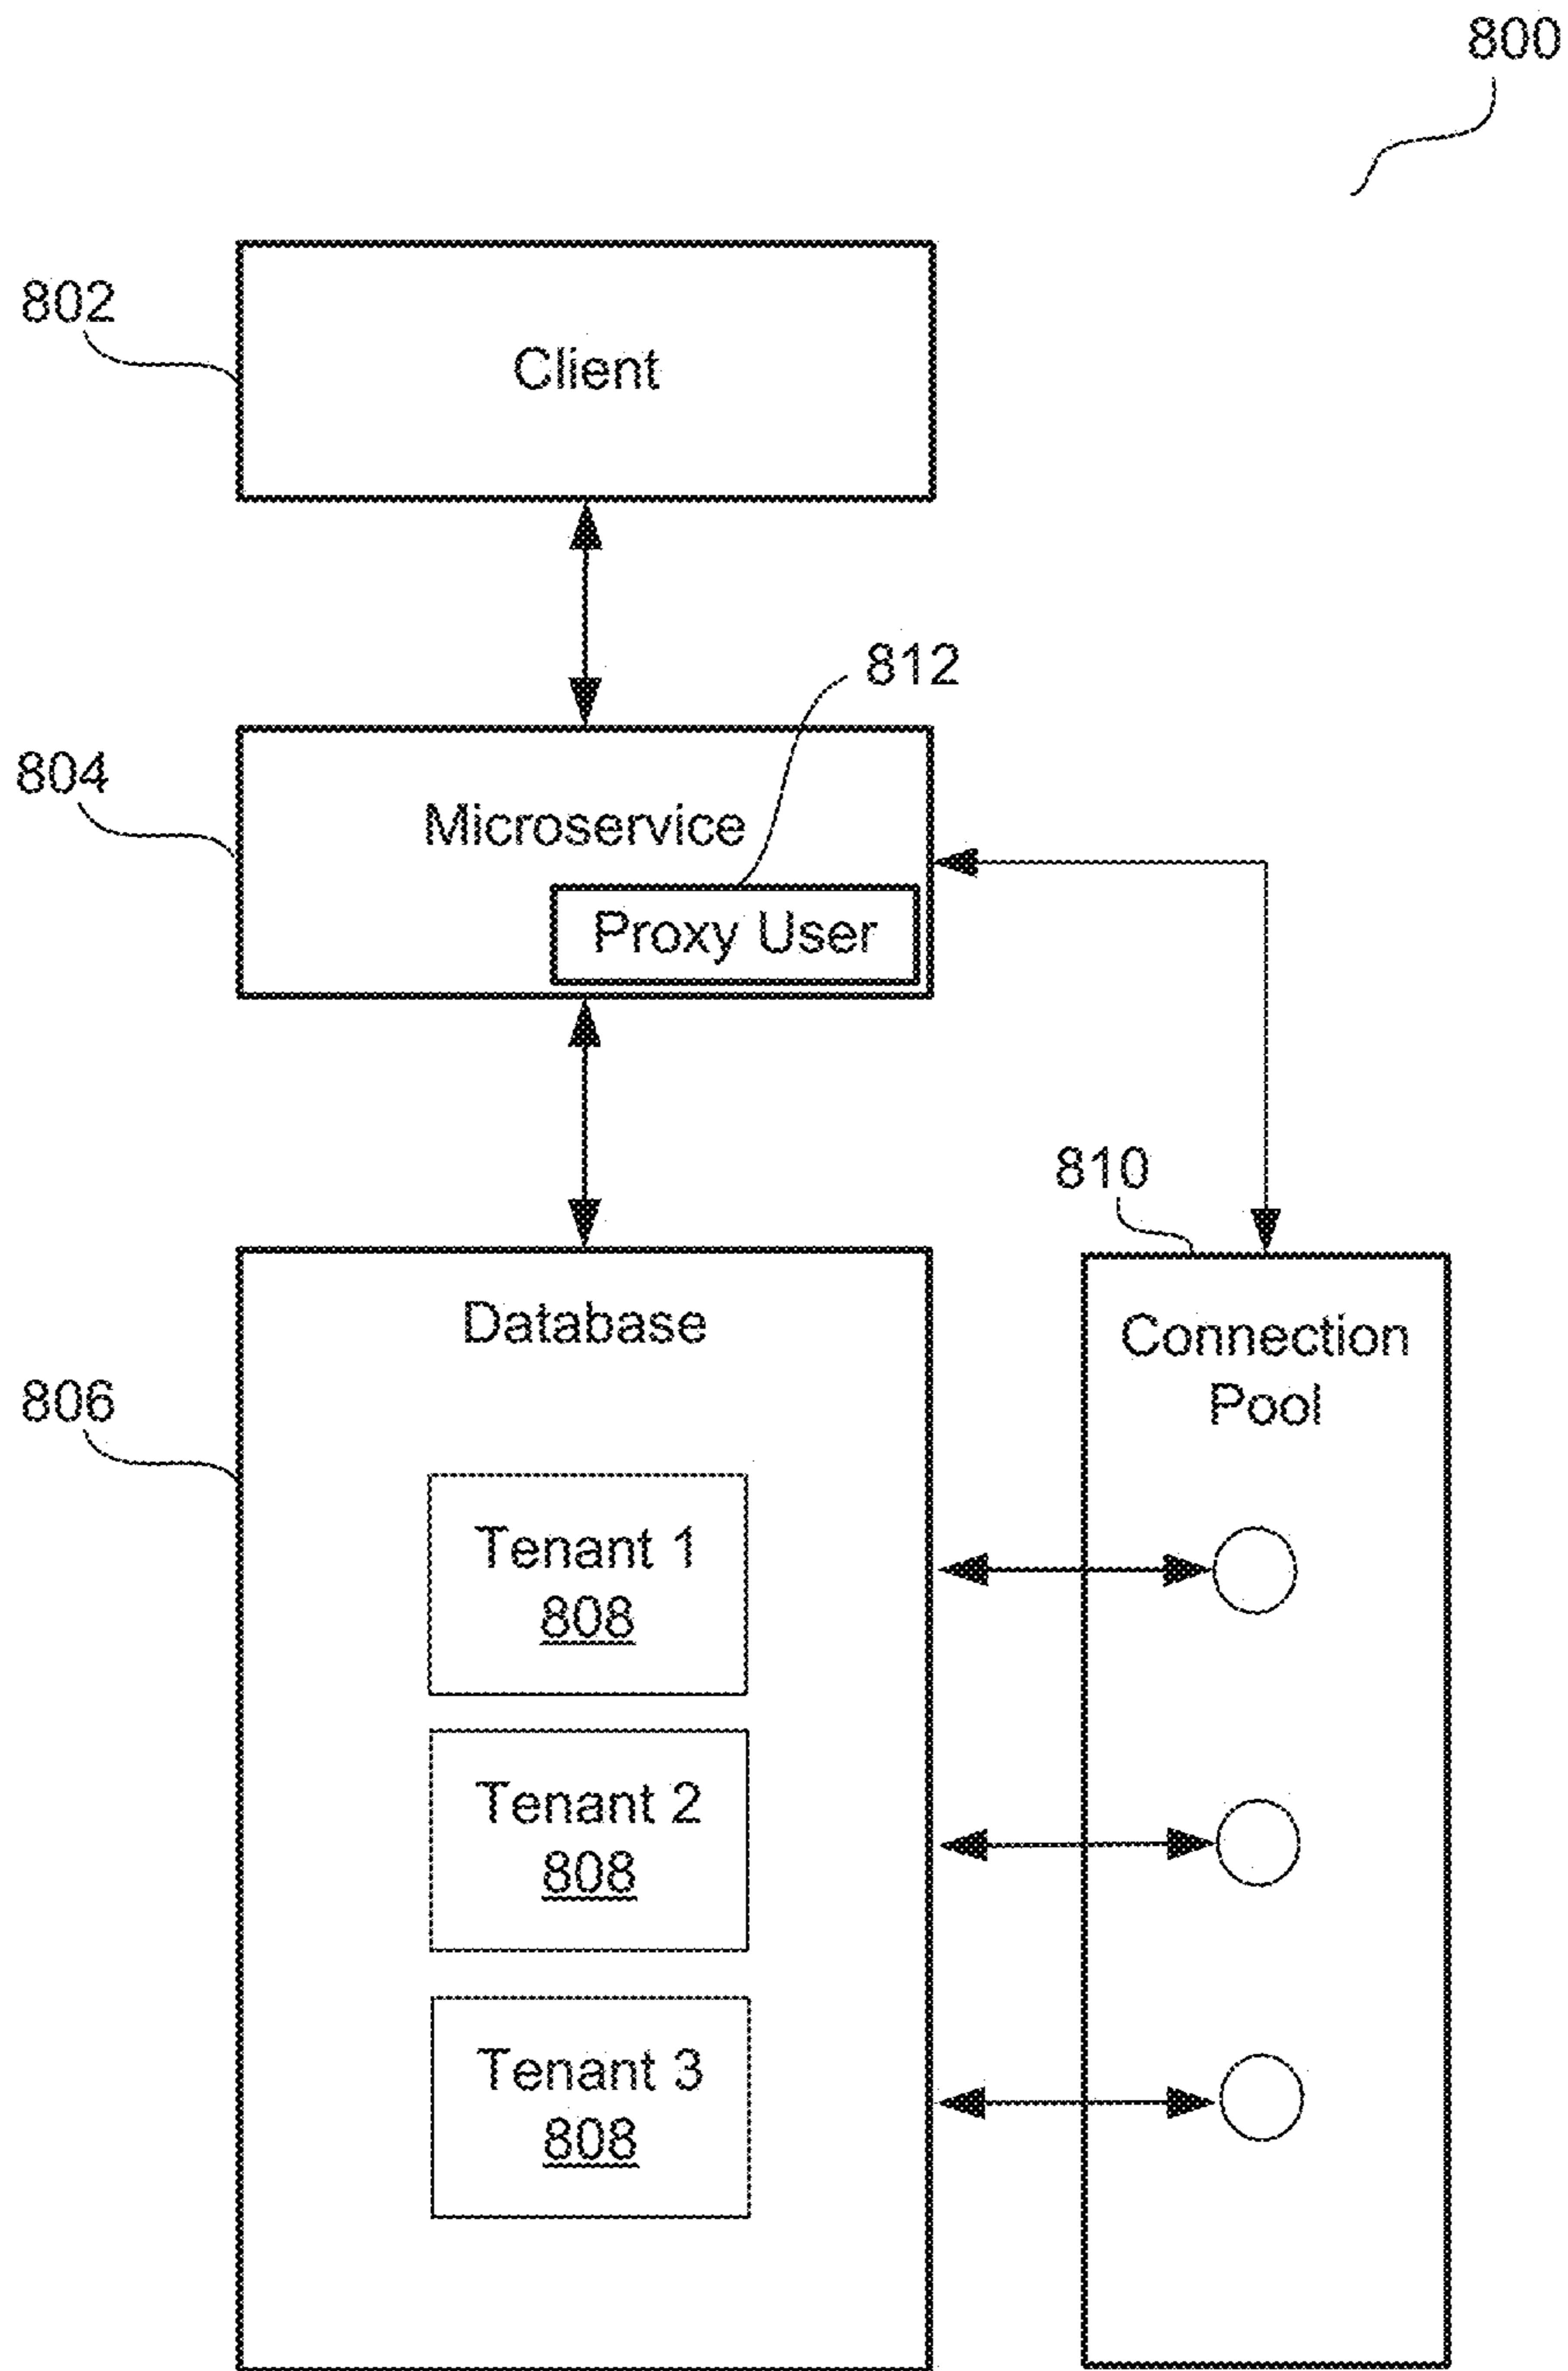 800
802
Client
812
804
Microservice
Proxy User
810
Database
Connection
Pool
806
Tenant 1
808
Tenant 2
808
Tenant 3
808